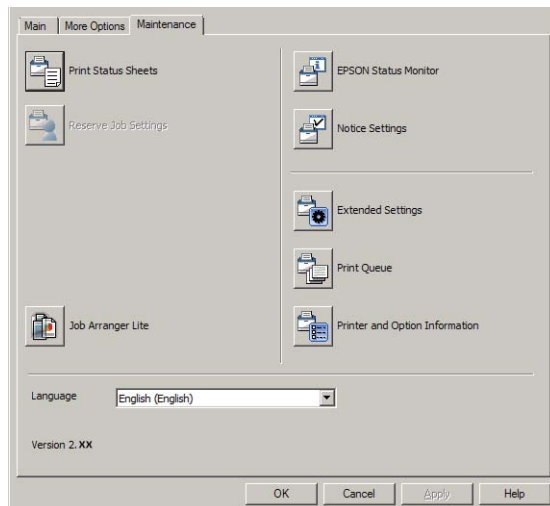 Main More Options Maintenance
Print Status Sheets
EPSON Status Monitor
Reserve Job Settings
Notice Settings
Extended Settings
Print Queue
Job Arranger Lite
Printer and Option Information
Language English (English)
Version 2.XX
OK Cancel Apply Help